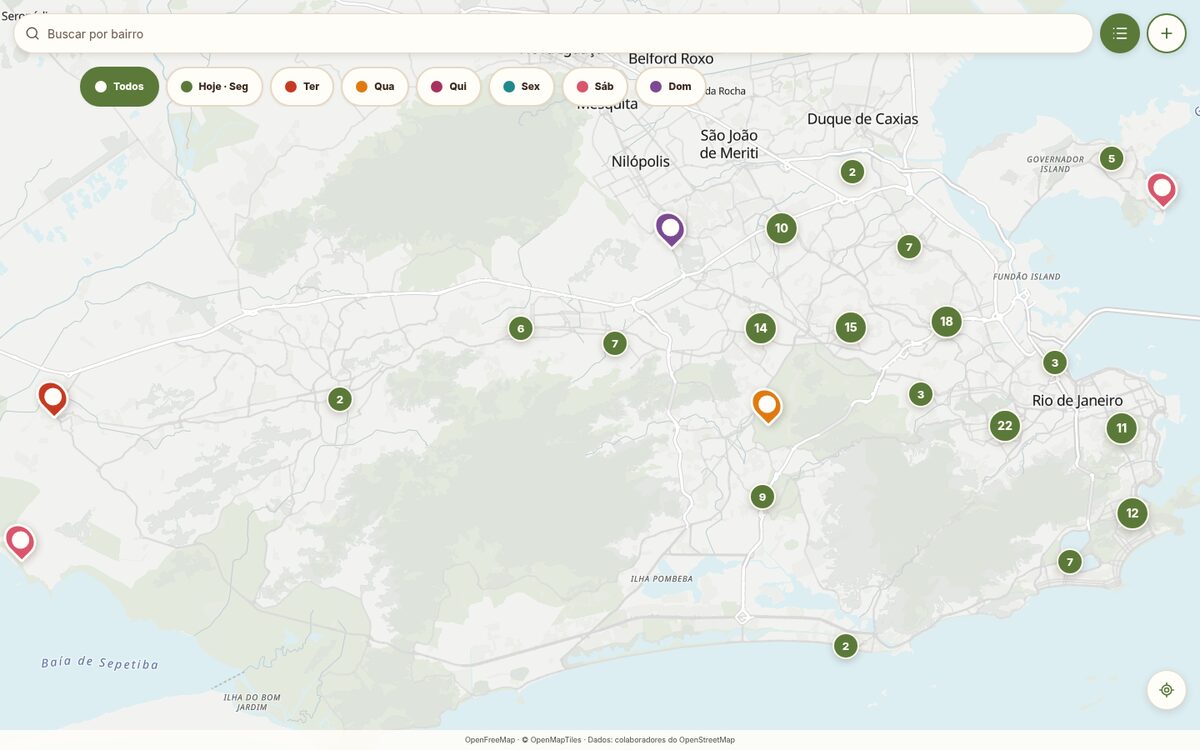 Buscar por bairro
Belford Roxo
Todos
Hoje · Seg
Ter
Qua
Qui
Sex
Sáb
Dom
da Rocha
Mesquita
Duque de Caxias
São João
de Meriti
Nilópolis
GOVERNADOR
ISLAND
5
2
10
7
FUNDÃO ISLAND
6
7
14
15
18
3
2
3
Rio de Janeiro
22
11
9
12
7
ILHA POMBEBA
2
Baía de Sepetiba
ILHA DO BOM
JARDIM
OpenFreeMap · © OpenMapTiles · Dados: colaboradores do OpenStreetMap